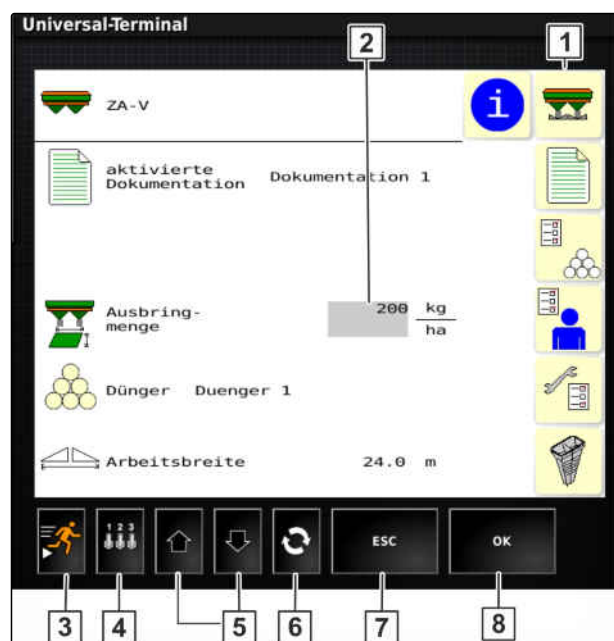 Universal-Terminal
2
1
i
ZA-V
aktivierte
Dokumentation Dokumentation 1
Ausbring-
menge
200 kg
ha
Dünger Duenger 1
Arbeitsbreite 24.0 m
1 2 3
ESC
OK
3
4
5
6
7
8